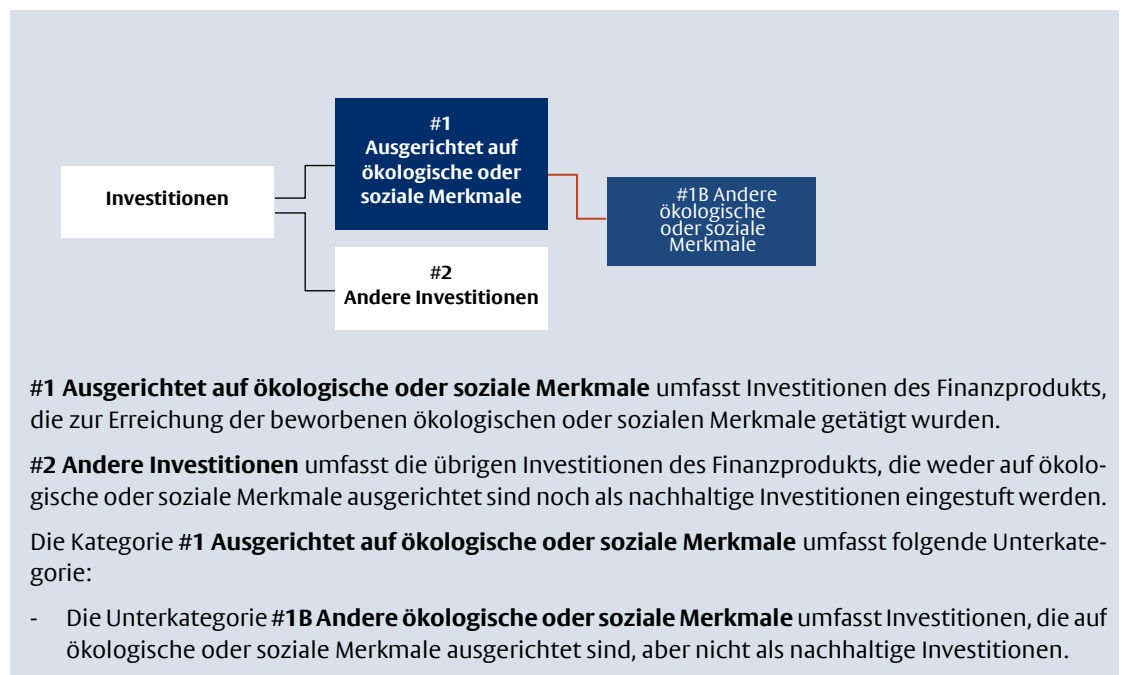 #1
Ausgerichtet auf
ökologische oder
soziale Merkmale
Investitionen
#1B Andere
ökologische
oder soziale
Merkmale
#2
Andere Investitionen
#1 Ausgerichtet auf ökologische oder soziale Merkmale umfasst Investitionen des Finanzprodukts,
die zur Erreichung der beworbenen ökologischen oder sozialen Merkmale getätigt wurden.
#2 Andere Investitionen umfasst die übrigen Investitionen des Finanzprodukts, die weder auf ökolo-
gische oder soziale Merkmale ausgerichtet sind noch als nachhaltige Investitionen eingestuft werden.
Die Kategorie #1 Ausgerichtet auf ökologische oder soziale Merkmale umfasst folgende Unterkate-
gorie:
- Die Unterkategorie #1B Andere ökologische oder soziale Merkmale umfasst Investitionen, die auf
ökologische oder soziale Merkmale ausgerichtet sind, aber nicht als nachhaltige Investitionen.